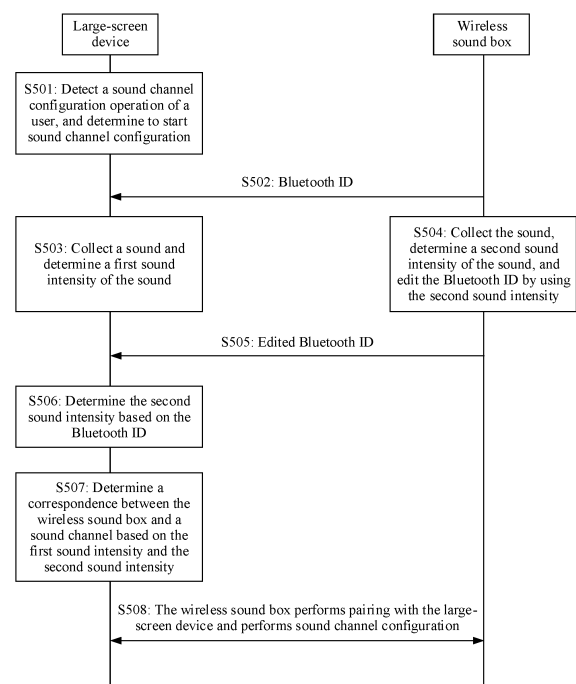 Large-screen
device
Wireless
sound box
S501: Detect a sound channel
configuration operation of a
user, and determine to start
sound channel configuration
S502: Bluetooth ID
S503: Collect a sound and
determine a first sound
intensity of the sound
S504: Collect the sound,
determine a second sound
intensity of the sound, and
edit the Bluetooth ID by using
the second sound intensity
S505: Edited Bluetooth ID
S506: Determine the second
sound intensity based on the
Bluetooth ID
S507: Determine a
correspondence between the
wireless sound box and a
sound channel based on the
first sound intensity and the
second sound intensity
S508: The wireless sound box performs pairing with the large-
screen device and performs sound channel configuration